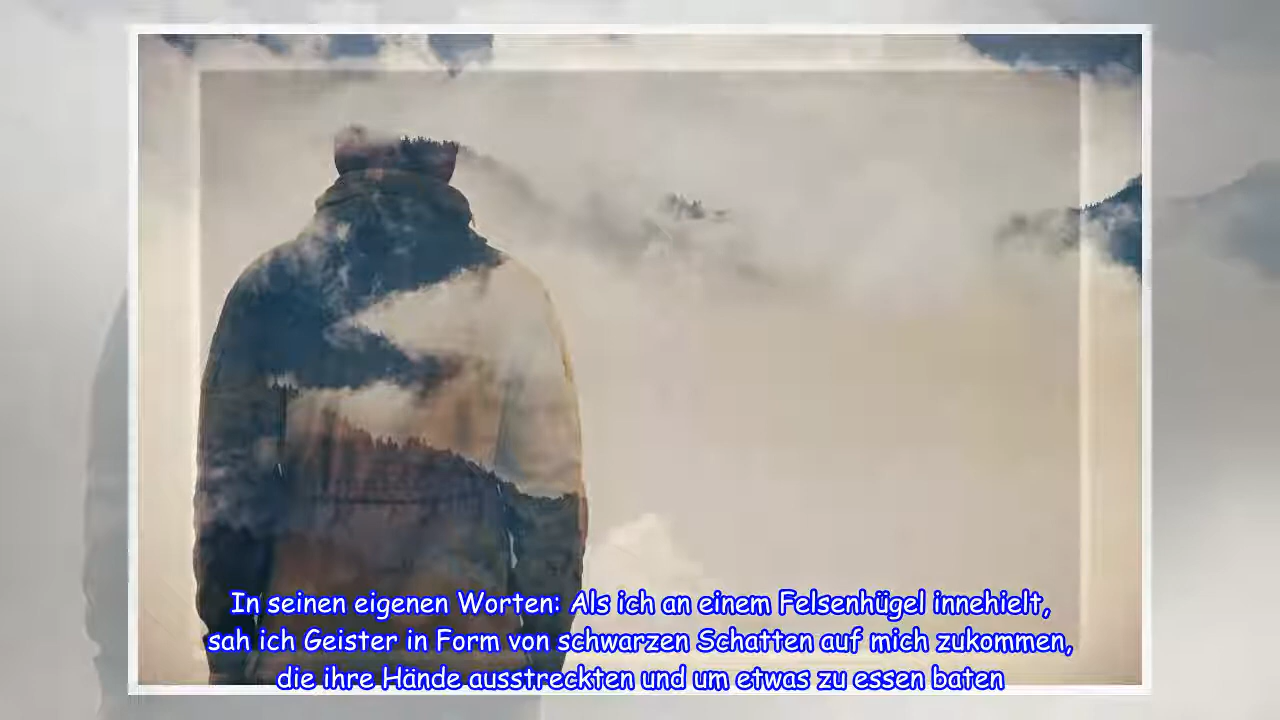 In seinen eigenen Worten: Als ich an einem Felsenhügel innehielt,
sah ich Geister in Form von schwarzen Schatten auf mich zukommen,
die ihre Hände ausstreckten und um etwas zu essen baten